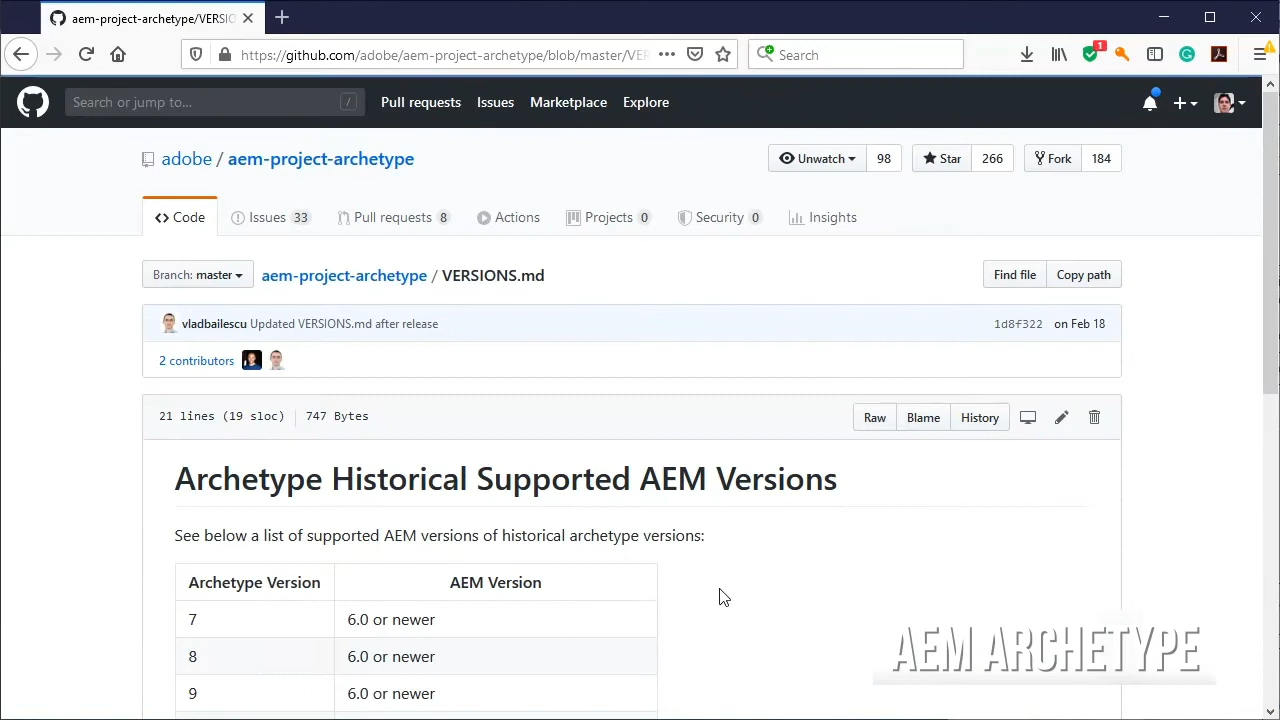 aem-project-archetype/VERSIO
https://github.com/adobe/aem-project-archetype/blob/master/VER
Search
1
Search or jump to...
/
Pull requests
Issues
Marketplace
Explore
adobe / aem-project-archetype
Unwatch 98
Star 266
Fork 184
Code
Issues 33
Pull requests 8
Actions
Projects 0
Security 0
Insights
Branch: master
aem-project-archetype / VERSIONS.md
Find file
Copy path
vladbailescu Updated VERSIONS.md after release
1d8f322 on Feb 18
2 contributors
21 lines (19 sloc) 747 Bytes
Raw
Blame
History
Archetype Historical Supported AEM Versions
See below a list of supported AEM versions of historical archetype versions:
Archetype Version AEM Version
7 6.0 or newer
8 6.0 or newer
9 6.0 or newer
AEM ARCHETYPE